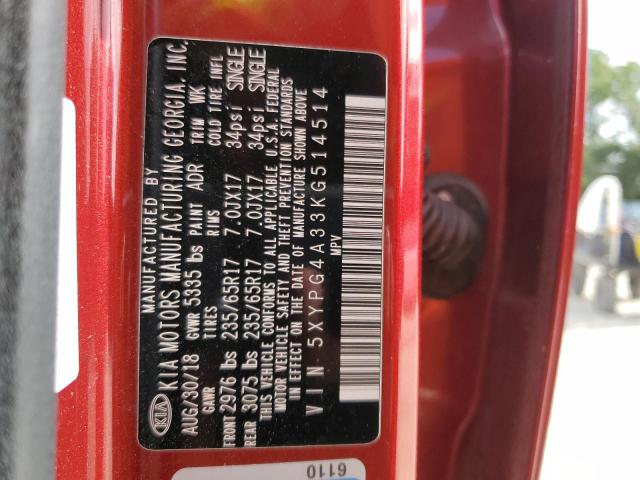 MANUFACTURED BY
KIA KIA MOTORS MANUFACTURING GEORGIA, INC.
AUG/30/18 GVWR 5335 lbs PAINT ADR TRIM WK
GAWR TIRES RIMS COLD TIRE INFL
FRONT 2976 lbs 235/65R17 7.0JX17 34psi SINGLE
REAR 3075 lbs 235/65R17 7.0JX17 34psi SINGLE
THIS VEHICLE CONFORMS TO ALL APPLICABLE U.S.A. FEDERAL
MOTOR VEHICLE SAFETY AND THEFT PREVENTION STANDARDS
IN EFFECT ON THE DATE OF MANUFACTURE SHOWN ABOVE
VIN-5XYPG4A33KG514514
MPV
6110